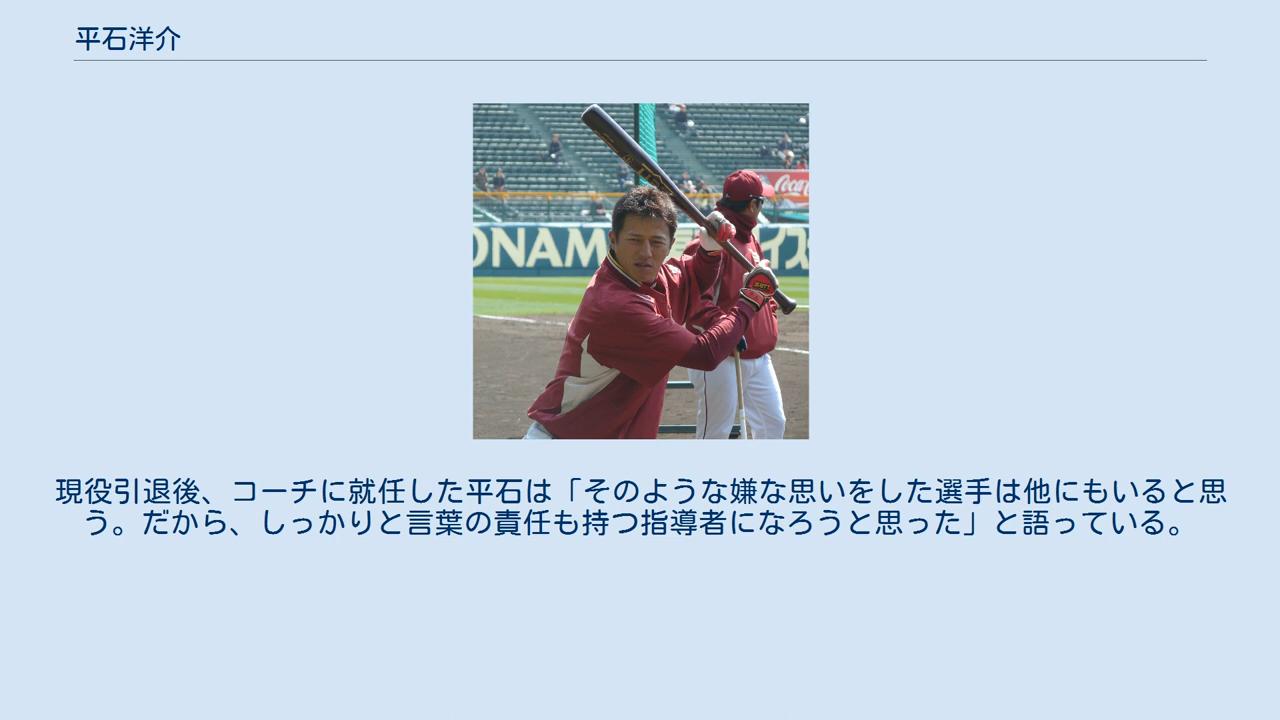 平石洋介
Coca
KONAMI
イス
現役引退後、コーチに就任した平石は「そのような嫌な思いをした選手は他にもいると思
う。だから、しっかりと言葉の責任も持つ指導者になろうと思った」と語っている。